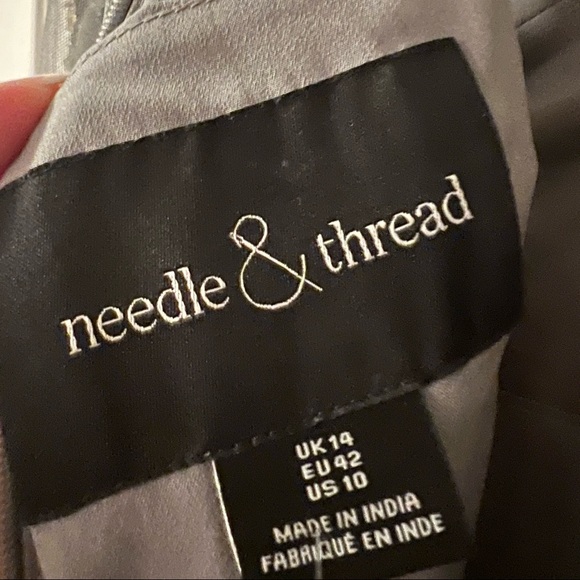 needle & thread
UK 14
EU 42
US 10
MADE IN INDIA
FABRIQUÉ EN INDE